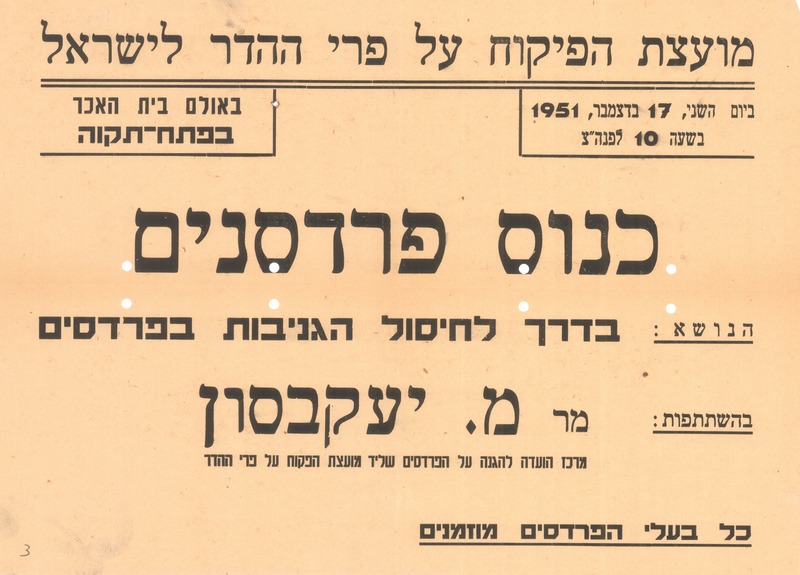 מועצת הפיקוח על פרי ההדר לישראל
ביום השני, 17 בדצמבר, 1951
בשעה 10 לפנה"צ
באולם בית האכר
בפתח-תקוה
כנוס פרדסנים
הנושא: בדרך לחיסול הגניבות בפרדסים
בהשתתפות: מר מ. יעקבסון
מרכז הועדה להגנה על הפרדסים שליד מועצת הפקוח על פרי ההדר
כל בעלי הפרדסים מוזמנים
3